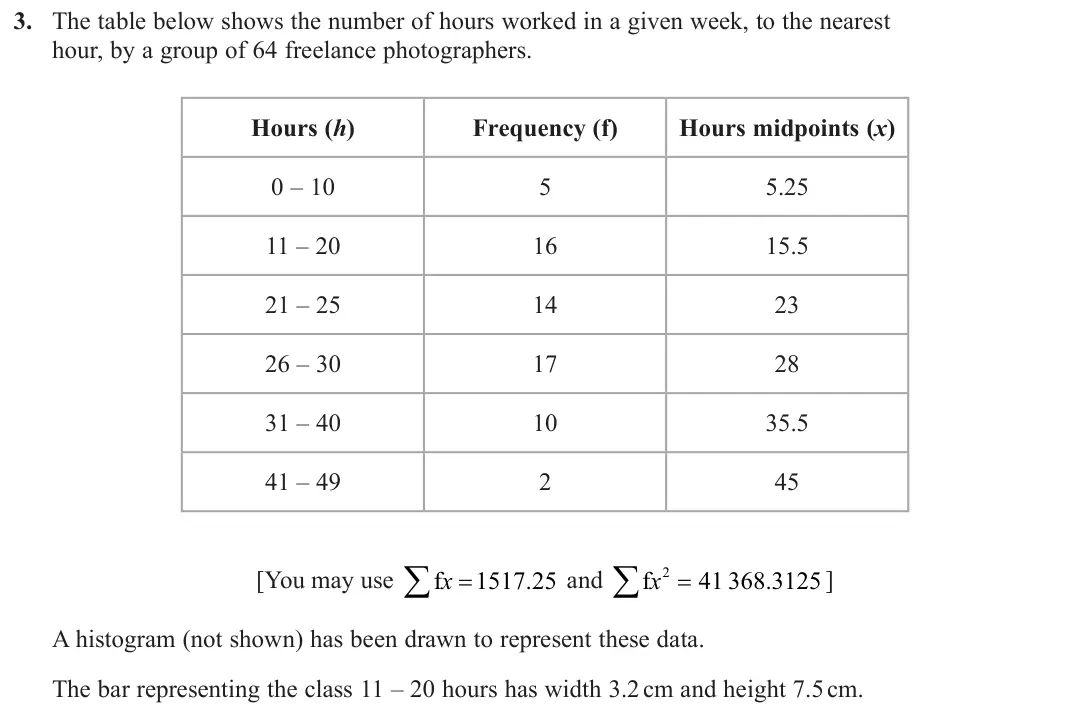 3. The table below shows the number of hours worked in a given week, to the nearest
hour, by a group of 64 freelance photographers.
Hours (h) Frequency (f) Hours midpoints (x)
0 – 10 5 5.25
11 – 20 16 15.5
21 – 25 14 23
26 – 30 17 28
31 – 40 10 35.5
41 – 49 2 45
[You may use ∑fx = 1517.25 and ∑fx² = 41 368.3125]
A histogram (not shown) has been drawn to represent these data.
The bar representing the class 11 – 20 hours has width 3.2 cm and height 7.5 cm.